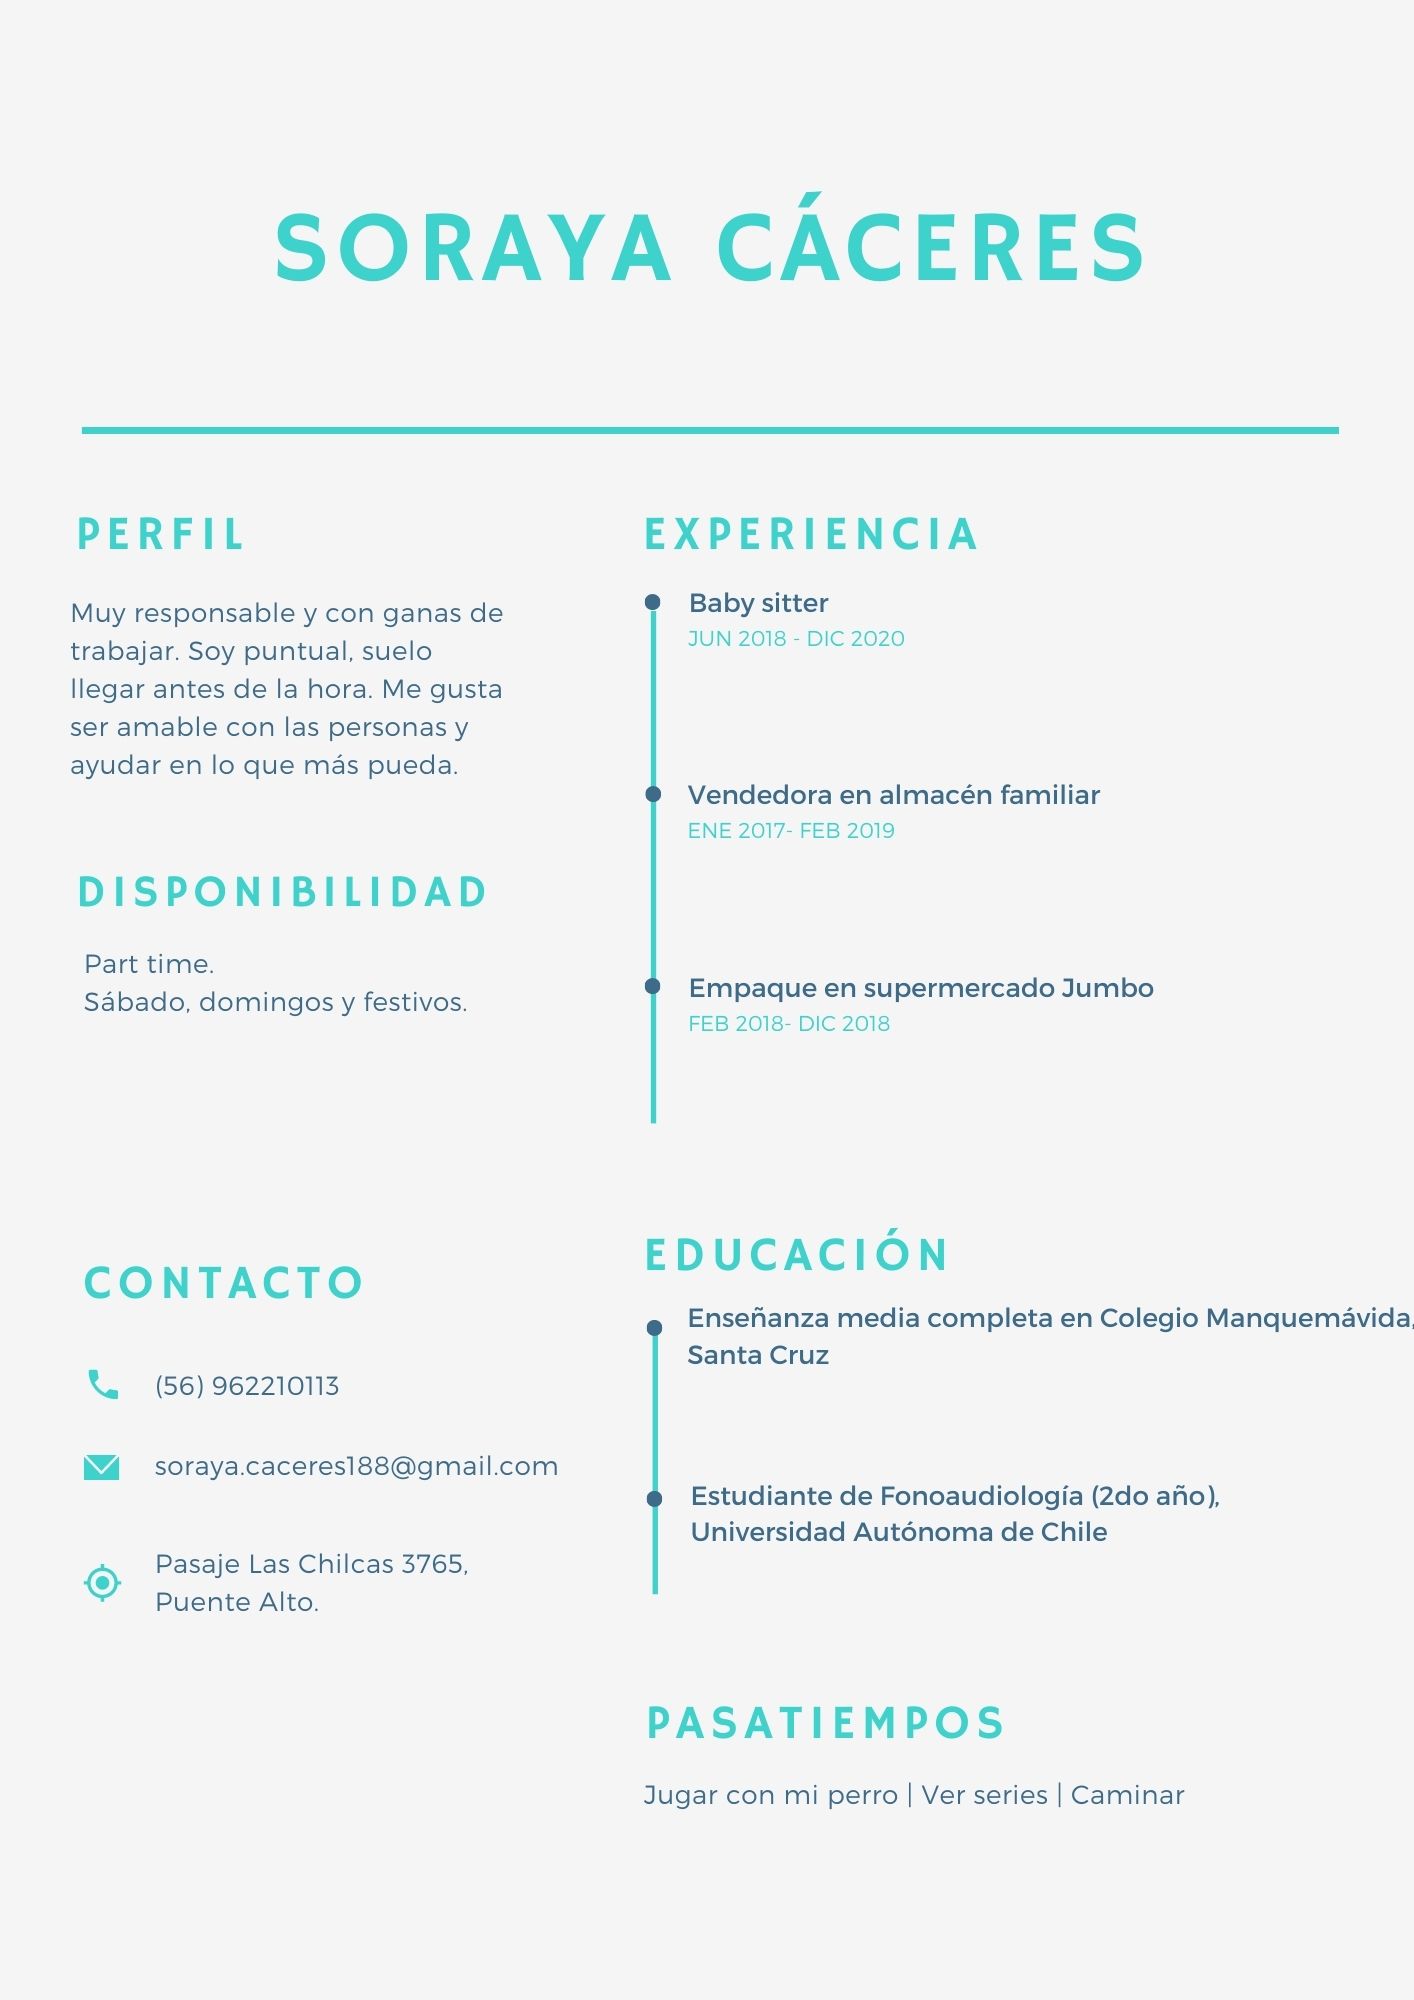 SORAYA CÁCERES
PERFIL
Muy responsable y con ganas de
trabajar. Soy puntual, suelo
llegar antes de la hora. Me gusta
ser amable con las personas y
ayudar en lo que más pueda.
DISPONIBILIDAD
Part time.
Sábado, domingos y festivos.
CONTACTO
(56) 962210113
soraya.caceres188@gmail.com
Pasaje Las Chilcas 3765,
Puente Alto.
EXPERIENCIA
Baby sitter
JUN 2018 - DIC 2020
Vendedora en almacén familiar
ENE 2017- FEB 2019
Empaque en supermercado Jumbo
FEB 2018- DIC 2018
EDUCACIÓN
Enseñanza media completa en Colegio Manquemávida,
Santa Cruz
Estudiante de Fonoaudiología (2do año),
Universidad Autónoma de Chile
PASATIEMPOS
Jugar con mi perro | Ver series | Caminar